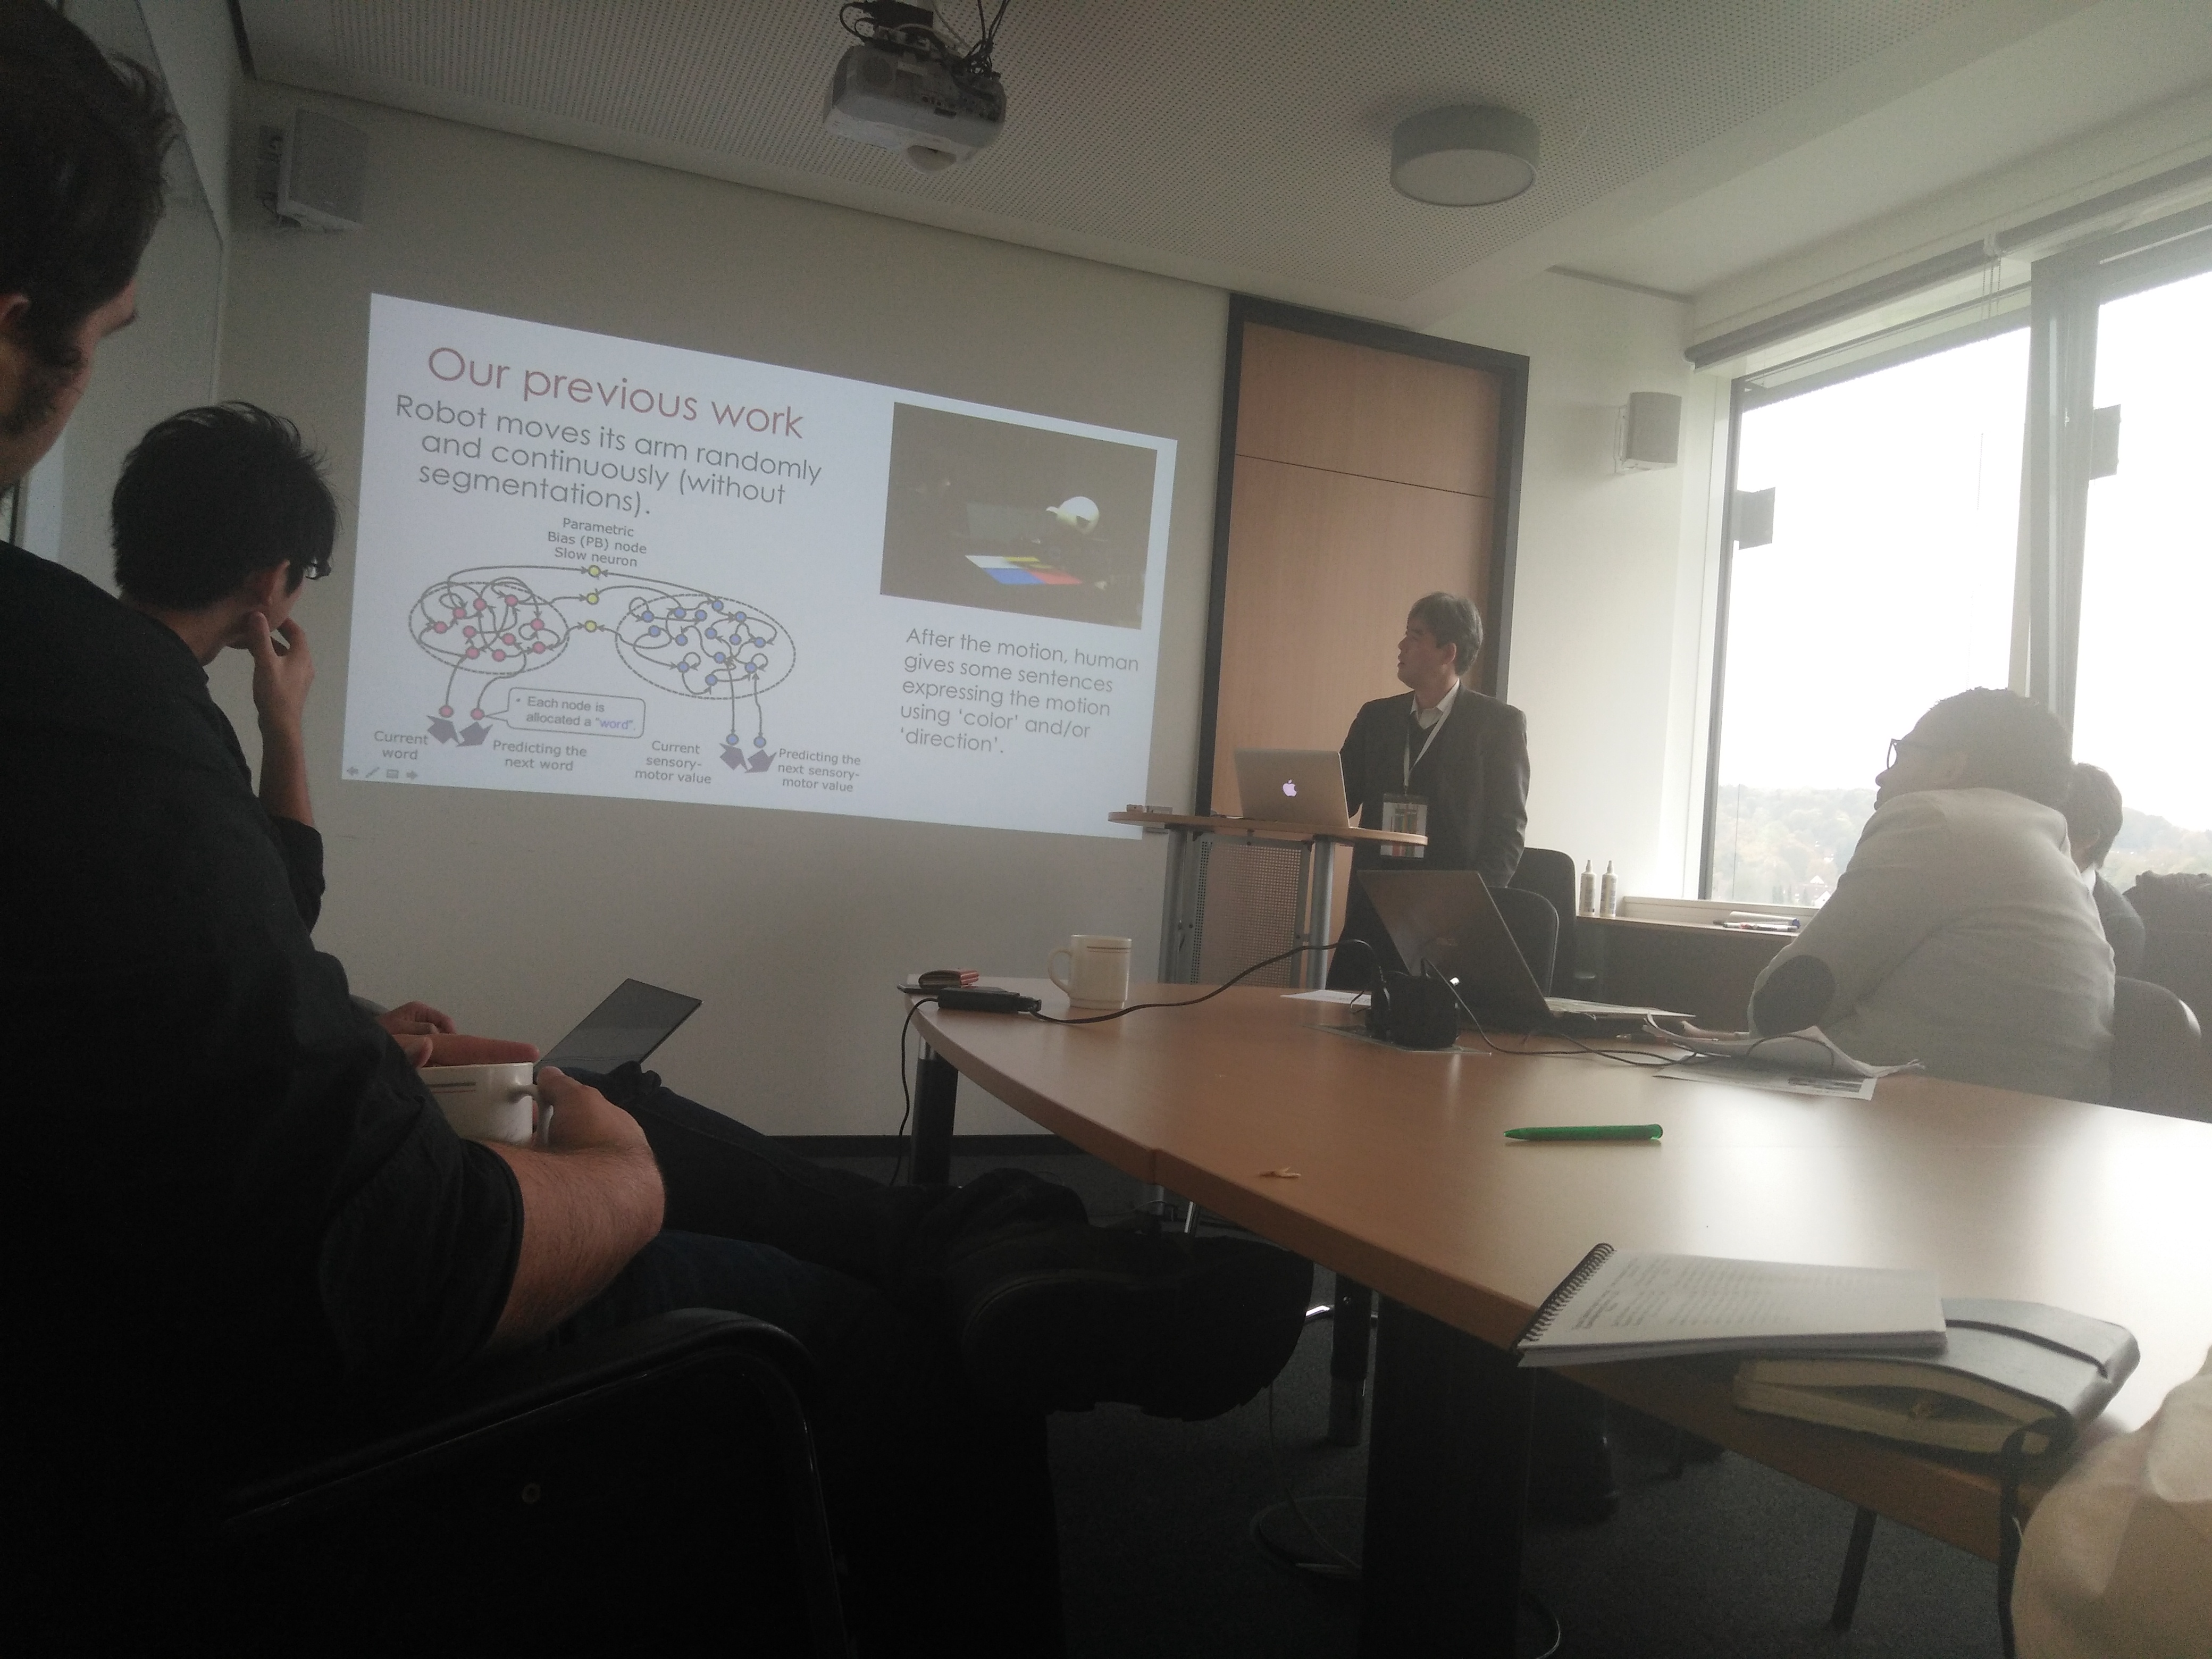 Our previous work
Robot moves its arm randomly
and continuously (without
segmentations).
Parametric
Bias (PB) node
Slow neuron
• Each node is
allocated a "word".
Current
word
Predicting the
next word
Current
sensory-
motor value
Predicting the
next sensory-
motor value
After the motion, human
gives some sentences
expressing the motion
using 'color' and/or
'direction'.